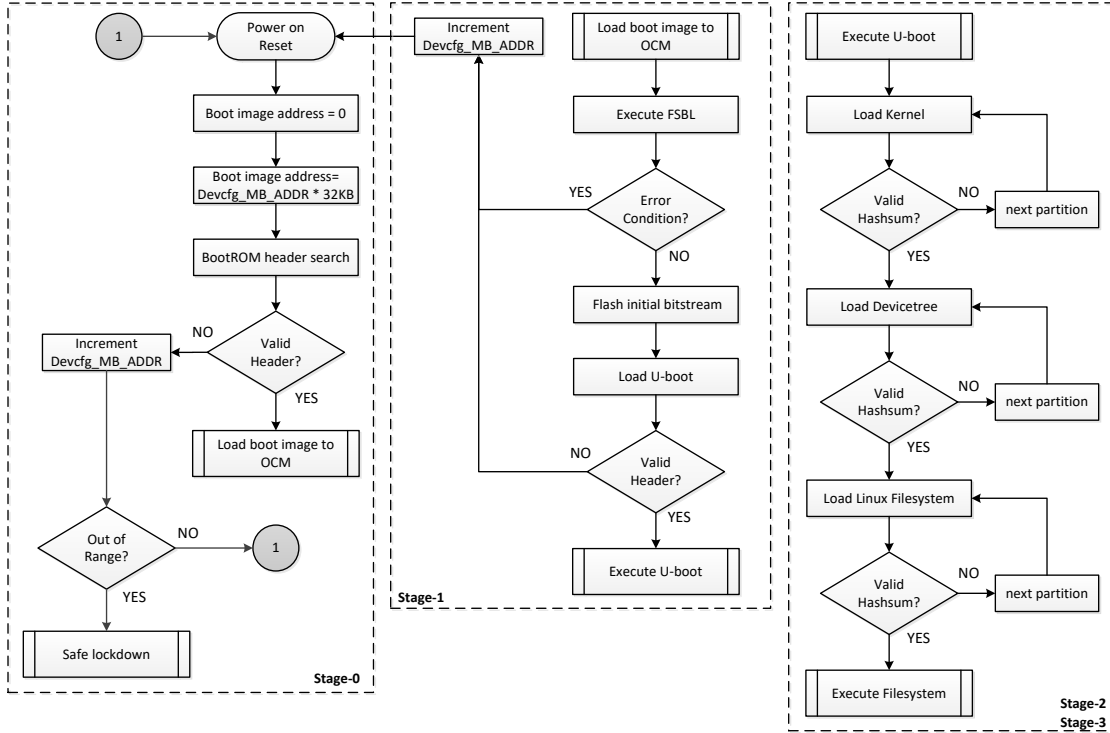 1
Power on
Reset
Boot image address = 0
Boot image address=
Devcfg_MB_ADDR * 32KB
BootROM header search
Valid
Header?
NO
YES
Increment
Devcfg_MB_ADDR
Load boot image to
OCM
Out of
Range?
NO
1
YES
Safe lockdown
Stage-0
Increment
Devcfg_MB_ADDR
Load boot image to
OCM
Execute FSBL
YES
Error
Condition?
NO
Flash initial bitstream
Load U-boot
NO
Valid
Header?
YES
Execute U-boot
Stage-1
Execute U-boot
Load Kernel
Valid
Hashsum?
NO
next partition
YES
Load Devicetree
Valid
Hashsum?
NO
next partition
YES
Load Linux Filesystem
Valid
Hashsum?
NO
next partition
YES
Execute Filesystem
Stage-2
Stage-3